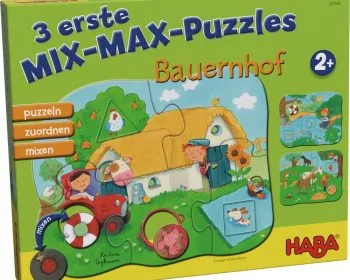 3 erste
MIX-MAX-Puzzles
Bauernhof
2+
puzzeln
zuordnen
mixen
mixen
HABA